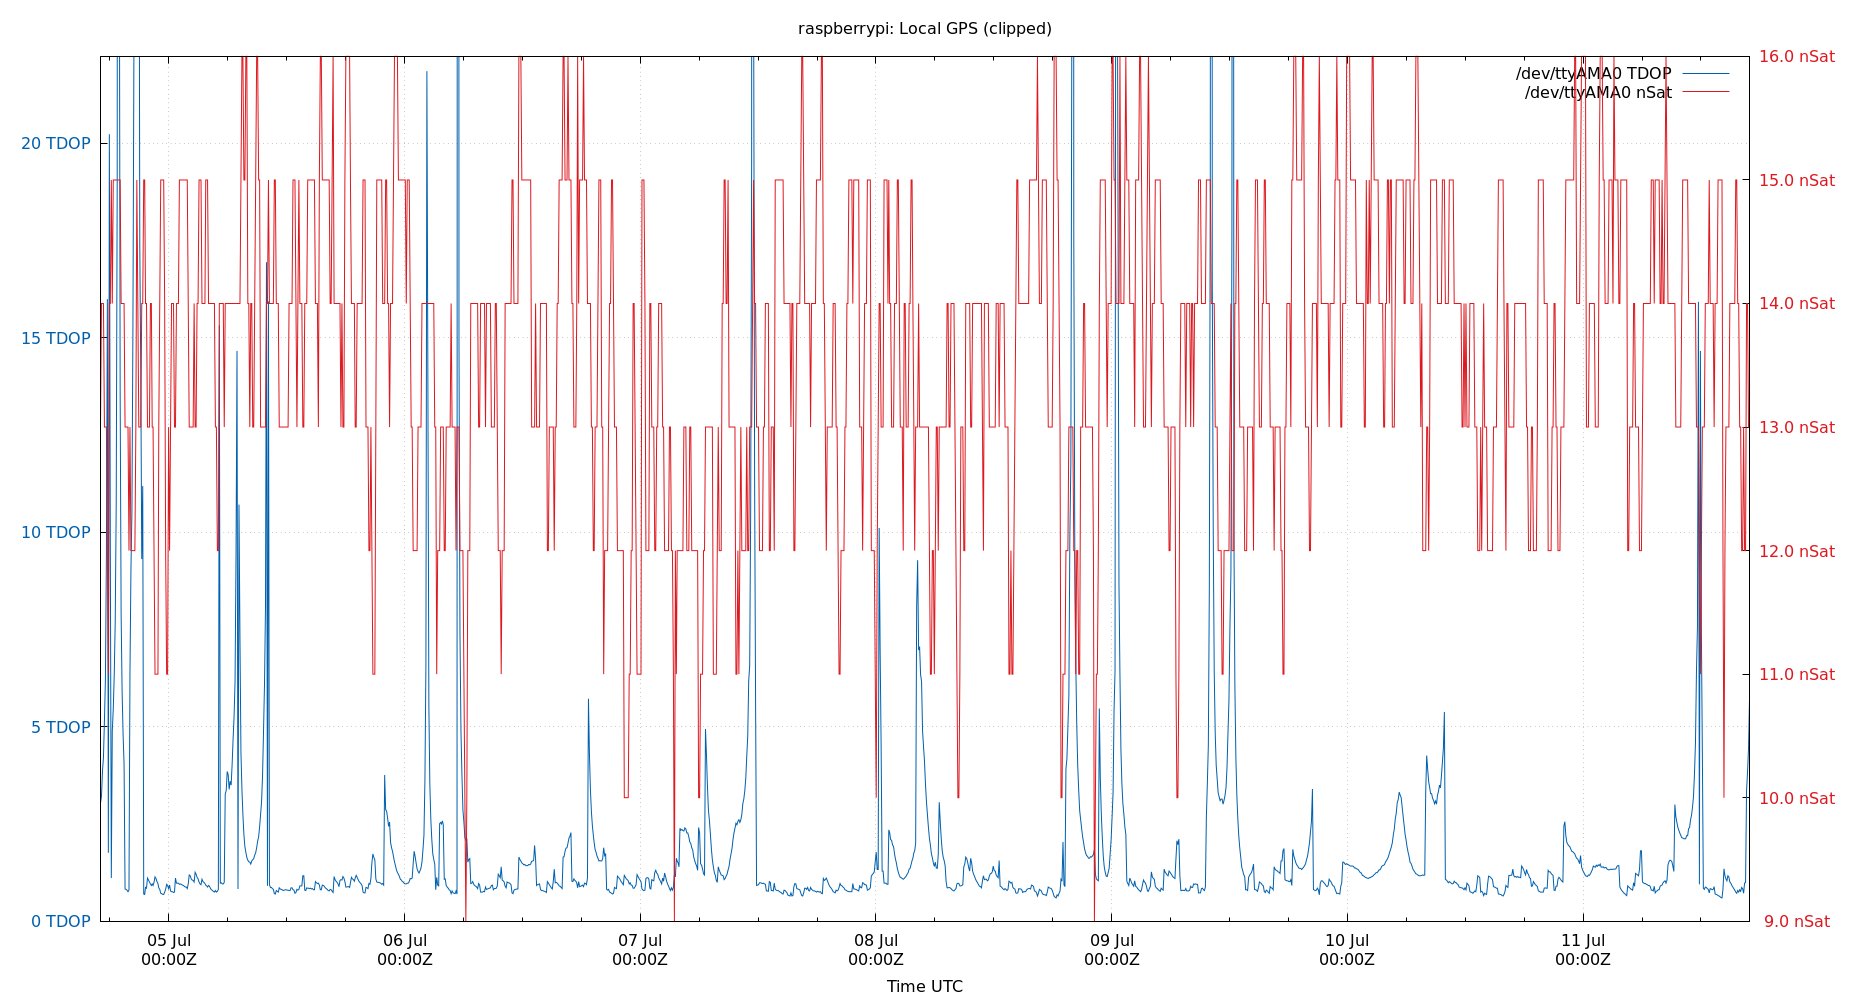 raspberrypi: Local GPS (clipped)
/dev/ttyAMA0 TDOP
/dev/ttyAMA0 nSat
20 TDOP
15 TDOP
10 TDOP
5 TDOP
0 TDOP
16.0 nSat
15.0 nSat
14.0 nSat
13.0 nSat
12.0 nSat
11.0 nSat
10.0 nSat
9.0 nSat
05 Jul
00:00Z
06 Jul
00:00Z
07 Jul
00:00Z
08 Jul
00:00Z
09 Jul
00:00Z
10 Jul
00:00Z
11 Jul
00:00Z
Time UTC